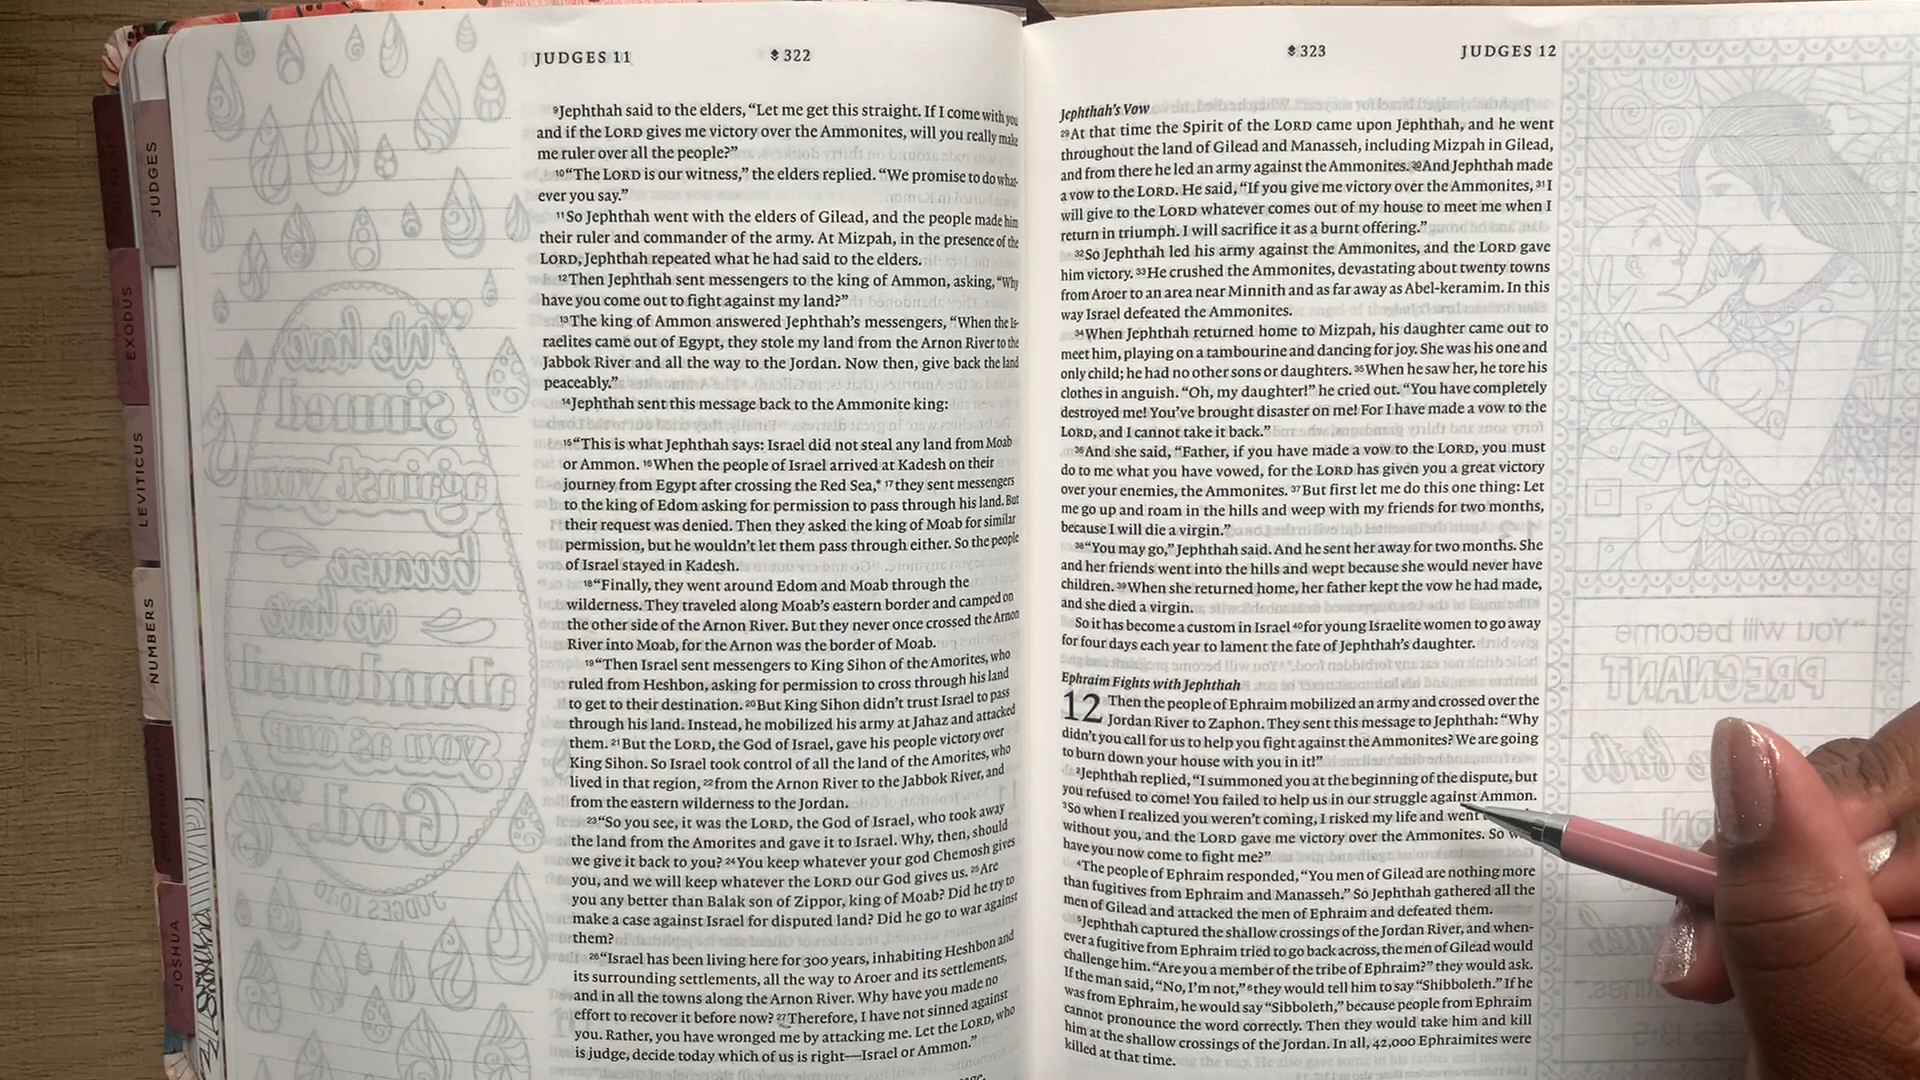 JUDGES 11
322
9Jephthah said to the elders, “Let me get this straight. If I come with you
and if the LORD gives me victory over the Ammonites, will you really make
me ruler over all the people?”
10“The LORD is our witness,” the elders replied. “We promise to do what-
ever you say.”
11So Jephthah went with the elders of Gilead, and the people made him
their ruler and commander of the army. At Mizpah, in the presence of the
LORD, Jephthah repeated what he had said to the elders.
12Then Jephthah sent messengers to the king of Ammon, asking, “Why
have you come out to fight against my land?”
13The king of Ammon answered Jephthah’s messengers, “When the Is-
raelites came out of Egypt, they stole my land from the Arnon River to the
Jabbok River and all the way to the Jordan. Now then, give back the land
peaceably.”
14Jephthah sent this message back to the Ammonite king:
15“This is what Jephthah says: Israel did not steal any land from Moab
or Ammon. 16When the people of Israel arrived at Kadesh on their
journey from Egypt after crossing the Red Sea,* 17they sent messengers
to the king of Edom asking for permission to pass through his land. But
their request was denied. Then they asked the king of Moab for similar
permission, but he wouldn’t let them pass through either. So the people
of Israel stayed in Kadesh.
18“Finally, they went around Edom and Moab through the
wilderness. They traveled along Moab’s eastern border and camped on
the other side of the Arnon River. But they never once crossed the Arnon
River into Moab, for the Arnon was the border of Moab.
19“Then Israel sent messengers to King Sihon of the Amorites, who
ruled from Heshbon, asking for permission to cross through his land
to get to their destination. 20But King Sihon didn’t trust Israel to pass
through his land. Instead, he mobilized his army at Jahaz and attacked
them. 21But the LORD, the God of Israel, gave his people victory over
King Sihon. So Israel took control of all the land of the Amorites, who
lived in that region, 22from the Arnon River to the Jabbok River, and
from the eastern wilderness to the Jordan.
23“So you see, it was the LORD, the God of Israel, who took away
the land from the Amorites and gave it to Israel. Why, then, should
we give it back to you? 24You keep whatever your god Chemosh gives
you, and we will keep whatever the LORD our God gives us. 25Are
you any better than Balak son of Zippor, king of Moab? Did he try to
make a case against Israel for disputed land? Did he go to war against
them?
26“Israel has been living here for 300 years, inhabiting Heshbon and
its surrounding settlements, all the way to Aroer and its settlements,
and in all the towns along the Arnon River. Why have you made no
effort to recover it before now? 27Therefore, I have not sinned against
you. Rather, you have wronged me by attacking me. Let the LORD, who
is judge, decide today which of us is right—Israel or Ammon.”
323
JUDGES 12
Jephthah’s Vow
29At that time the Spirit of the LORD came upon Jephthah, and he went
throughout the land of Gilead and Manasseh, including Mizpah in Gilead,
and from there he led an army against the Ammonites. 30And Jephthah made
a vow to the LORD. He said, “If you give me victory over the Ammonites, 31I
will give to the LORD whatever comes out of my house to meet me when I
return in triumph. I will sacrifice it as a burnt offering.”
32So Jephthah led his army against the Ammonites, and the LORD gave
him victory. 33He crushed the Ammonites, devastating about twenty towns
from Aroer to an area near Minnith and as far away as Abel-keramim. In this
way Israel defeated the Ammonites.
34When Jephthah returned home to Mizpah, his daughter came out to
meet him, playing on a tambourine and dancing for joy. She was his one and
only child; he had no other sons or daughters. 35When he saw her, he tore his
clothes in anguish. “Oh, my daughter!” he cried out. “You have completely
destroyed me! You’ve brought disaster on me! For I have made a vow to the
LORD, and I cannot take it back.”
36And she said, “Father, if you have made a vow to the LORD, you must
do to me what you have vowed, for the LORD has given you a great victory
over your enemies, the Ammonites. 37But first let me do this one thing: Let
me go up and roam in the hills and weep with my friends for two months,
because I will die a virgin.”
38“You may go,” Jephthah said. And he sent her away for two months. She
and her friends went into the hills and wept because she would never have
children. 39When she returned home, her father kept the vow he had made,
and she died a virgin.
So it has become a custom in Israel 40for young Israelite women to go away
for four days each year to lament the fate of Jephthah’s daughter.
Ephraim Fights with Jephthah
12 Then the people of Ephraim mobilized an army and crossed over the
Jordan River to Zaphon. They sent this message to Jephthah: “Why
didn’t you call for us to help you fight against the Ammonites? We are going
to burn down your house with you in it!”
2Jephthah replied, “I summoned you at the beginning of the dispute, but
you refused to come! You failed to help us in our struggle against Ammon.
3So when I realized you weren’t coming, I risked my life and went
without you, and the LORD gave me victory over the Ammonites. So
have you now come to fight me?”
4The people of Ephraim responded, “You men of Gilead are nothing more
than fugitives from Ephraim and Manasseh.” So Jephthah gathered all the
men of Gilead and attacked the men of Ephraim and defeated them.
5Jephthah captured the shallow crossings of the Jordan River, and when-
ever a fugitive from Ephraim tried to go back across, the men of Gilead would
challenge him. “Are you a member of the tribe of Ephraim?” they would ask.
If the man said, “No, I’m not,” 6they would tell him to say “Shibboleth.” If he
was from Ephraim, he would say “Sibboleth,” because people from Ephraim
cannot pronounce the word correctly. Then they would take him and kill
him at the shallow crossings of the Jordan. In all, 42,000 Ephraimites were
killed at that time.
JUDGES
EXODUS
LEVITICUS
NUMBERS
DEUTERONOMY
JOSHUA
“We have
sinned
against you
because
we have
abandoned
you as our
God”
JUDGES 10:10
“You will become
PREGNANT